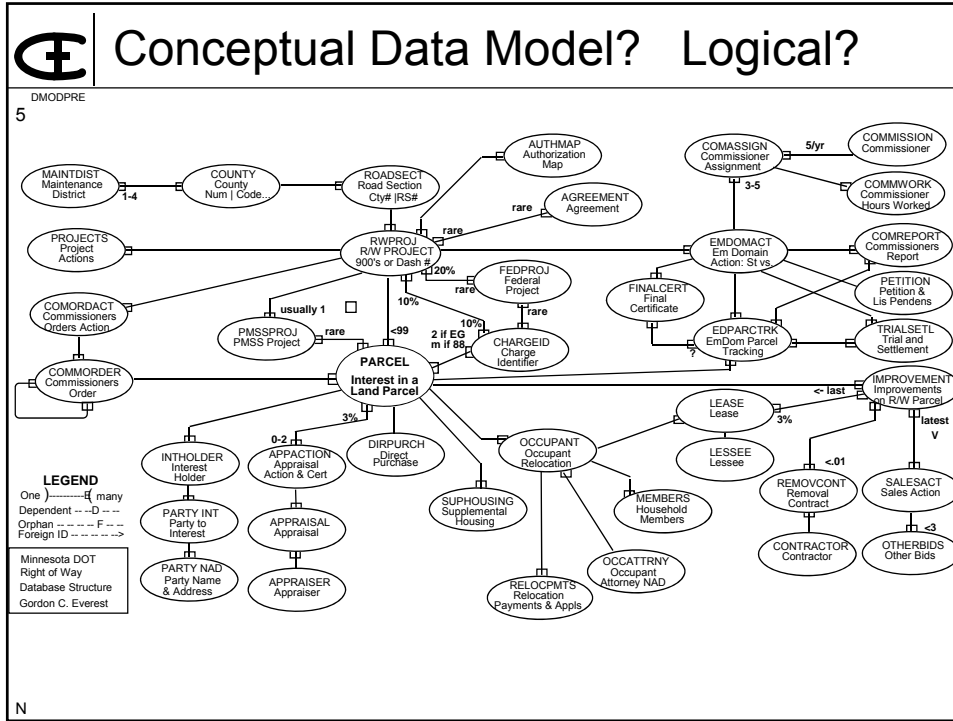 Conceptual Data Model? Logical?
DMODPRE
5
MAINTDIST
Maintenance
District
1-4
COUNTY
County
Num | Code...
ROADSECT
Road Section
Cty# |RS#
AUTHMAP
Authorization
Map
COMASSIGN
Commissioner
Assignment
3-5
5/yr
COMMISSION
Commissioner
COMMWORK
Commissioner
Hours Worked
AGREEMENT
Agreement
rare
rare
PROJECTS
Project
Actions
RWPROJ
R/W PROJECT
900's or Dash #
20%
rare
10%
FEDPROJ
Federal
Project
rare
EMDOMACT
Em Domain
Action: St vs.
COMREPORT
Commissioners
Report
PETITION
Petition &
Lis Pendens
FINALCERT
Final
Certificate
COMORDACT
Commissioners
Orders Action
usually 1
PMSSPROJ
PMSS Project
rare
<99
10%
2 if EG
m if 88
CHARGEID
Charge
Identifier
EDPARCTRK
EmDom Parcel
Tracking
?
TRIALSETL
Trial and
Settlement
COMMORDER
Commissioners
Order
PARCEL
Interest in a
Land Parcel
<- last
IMPROVEMENT
Improvements
on R/W Parcel
latest
V
LEASE
Lease
3%
3%
0-2
INTHOLDER
Interest
Holder
APPACTION
Appraisal
Action & Cert
DIRPURCH
Direct
Purchase
OCCUPANT
Occupant
Relocation
LESSEE
Lessee
<.01
REMOVCONT
Removal
Contract
SALESACT
Sales Action
<3
LEGEND
One )----------E( many
Dependent -- --D -- --
Orphan -- -- -- -- F -- --
Foreign ID -- -- -- -- -->
PARTY INT
Party to
Interest
APPRAISAL
Appraisal
SUPHOUSING
Supplemental
Housing
MEMBERS
Household
Members
CONTRACTOR
Contractor
OTHERBIDS
Other Bids
PARTY NAD
Party Name
& Address
APPRAISER
Appraiser
RELOCPMTS
Relocation
Payments & Appls
OCCATTRNY
Occupant
Attorney NAD
Minnesota DOT
Right of Way
Database Structure
Gordon C. Everest
N